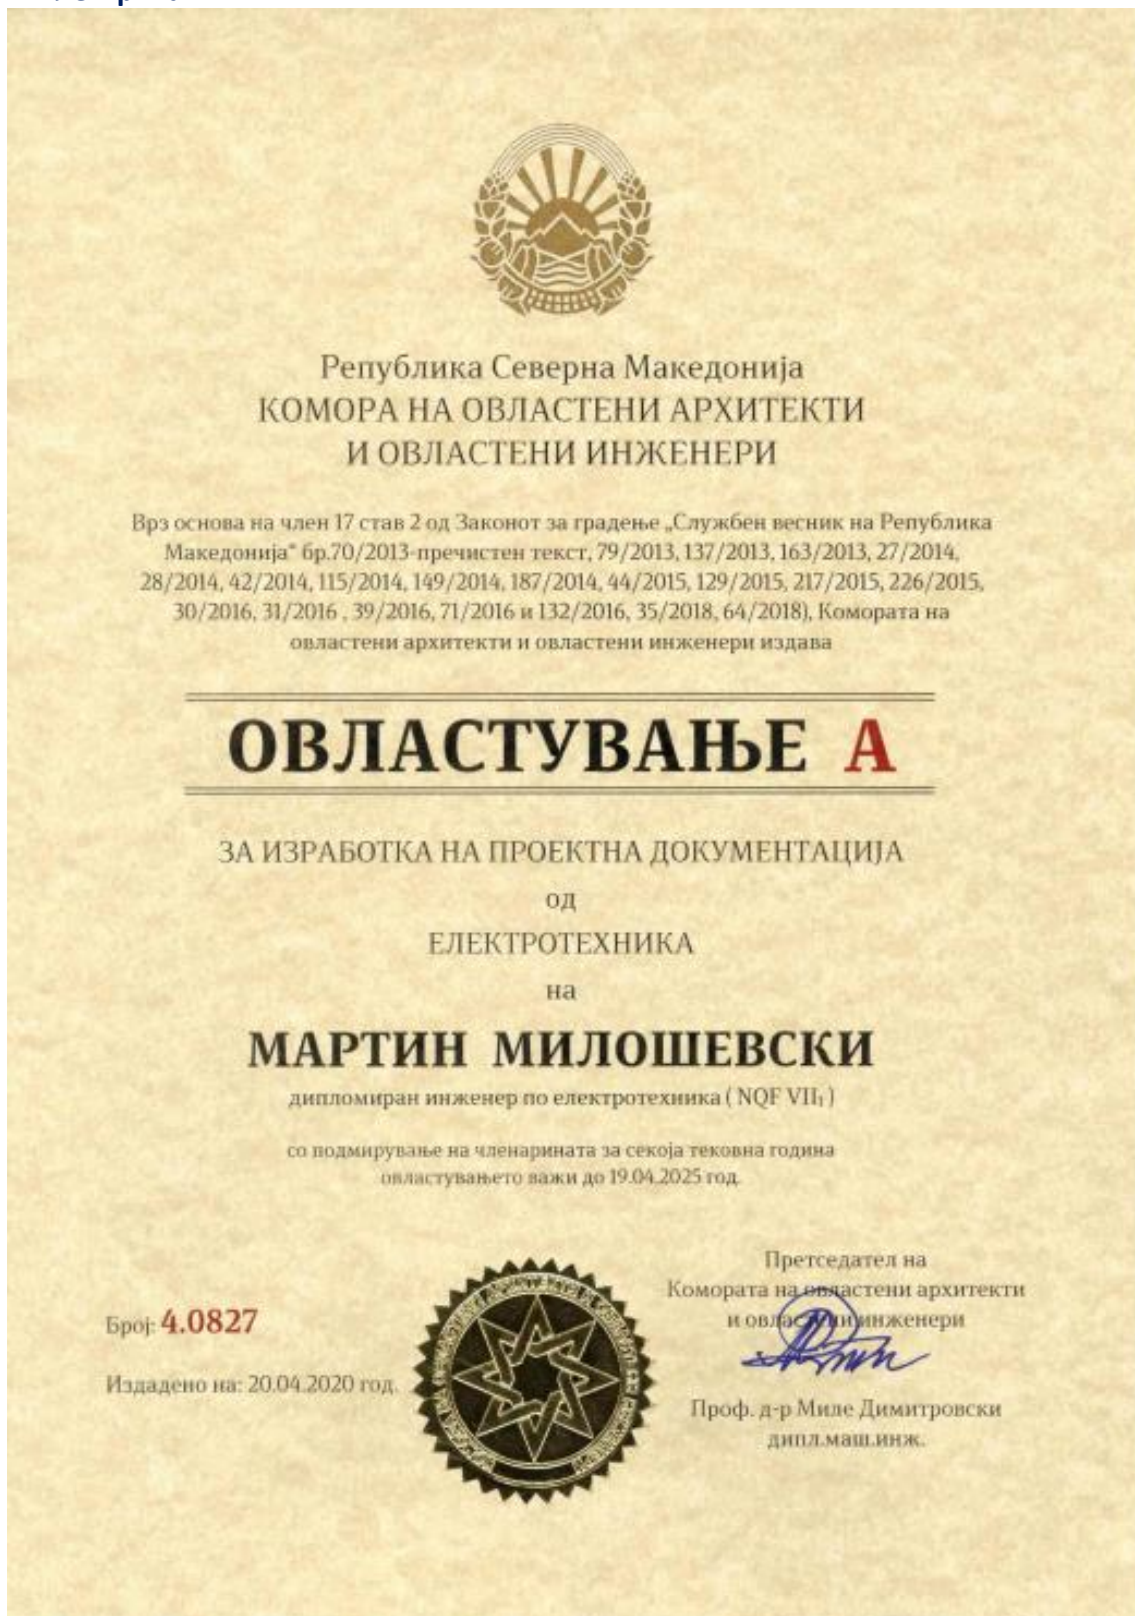 Република Северна Македонија
КОМОРА НА ОВЛАСТЕНИ АРХИТЕКТИ
И ОВЛАСТЕНИ ИНЖЕНЕРИ
Врз основа на член 17 став 2 од Законот за градење „Службен весник на Република
Македонија“ бр.70/2013-пречистен текст, 79/2013, 137/2013, 163/2013, 27/2014,
28/2014, 42/2014, 115/2014, 149/2014, 187/2014, 44/2015, 129/2015, 217/2015, 226/2015,
30/2016, 31/2016 , 39/2016, 71/2016 и 132/2016, 35/2018, 64/2018), Комората на
овластени архитекти и овластени инженери издава
ОВЛАСТУВАЊЕ А
ЗА ИЗРАБОТКА НА ПРОЕКТНА ДОКУМЕНТАЦИЈА
од
ЕЛЕКТРОТЕХНИКА
на
МАРТИН МИЛОШЕВСКИ
дипломиран инженер по електротехника ( NQF VII₁ )
со подмирување на членарината за секоја тековна година
овластувањето важи до 19.04.2025 год.
Претседател на
Комората на овластени архитекти
и овластени инженери
Број: 4.0827
Издадено на: 20.04.2020 год.
Проф. д-р Миле Димитровски
дипл.маш.инж.